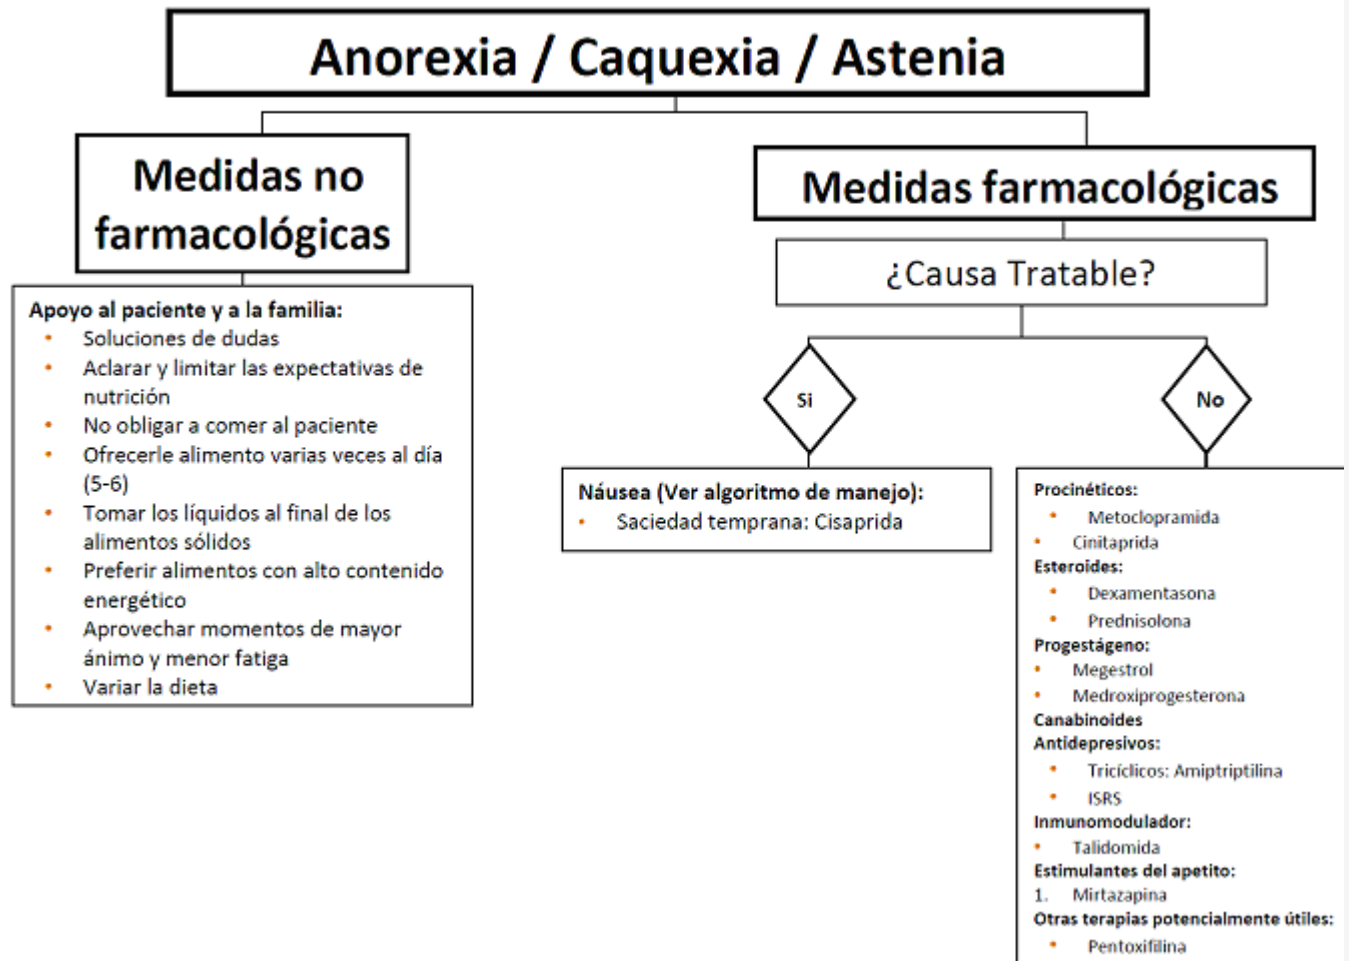 Anorexia / Caquexia / Astenia
Medidas no
farmacológicas
Apoyo al paciente y a la familia:
• Soluciones de dudas
• Aclarar y limitar las expectativas de
nutrición
• No obligar a comer al paciente
• Ofrecerle alimento varias veces al día
(5-6)
• Tomar los líquidos al final de los
alimentos sólidos
• Preferir alimentos con alto contenido
energético
• Aprovechar momentos de mayor
ánimo y menor fatiga
• Variar la dieta
Medidas farmacológicas
¿Causa Tratable?
Si
Náusea (Ver algoritmo de manejo):
• Saciedad temprana: Cisaprida
No
Procinéticos:
• Metoclopramida
• Cinitaprida
Esteroides:
• Dexamentasona
• Prednisolona
Progestágeno:
• Megestrol
• Medroxiprogesterona
Canabinoides
Antidepresivos:
• Tricíclicos: Amiptriptilina
• ISRS
Inmunomodulador:
• Talidomida
Estimulantes del apetito:
1. Mirtazapina
Otras terapias potencialmente útiles:
• Pentoxifilina